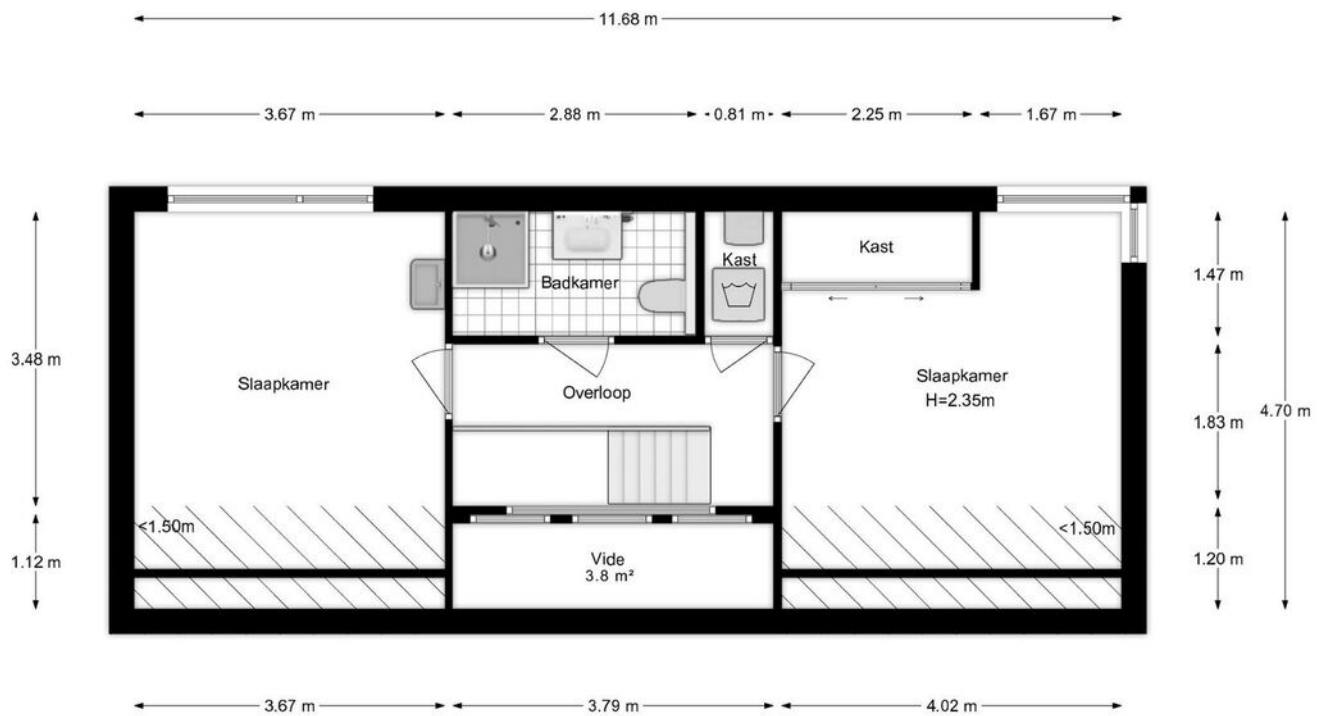 11.68 m
3.67 m
2.88 m
0.81 m
2.25 m
1.67 m
Kast
Kast
Badkamer
1.47 m
3.48 m
Slaapkamer
Overloop
Slaapkamer
H=2.35m
1.83 m
4.70 m
<1.50m
<1.50m
Vide
3.8 m²
1.12 m
1.20 m
3.67 m
3.79 m
4.02 m